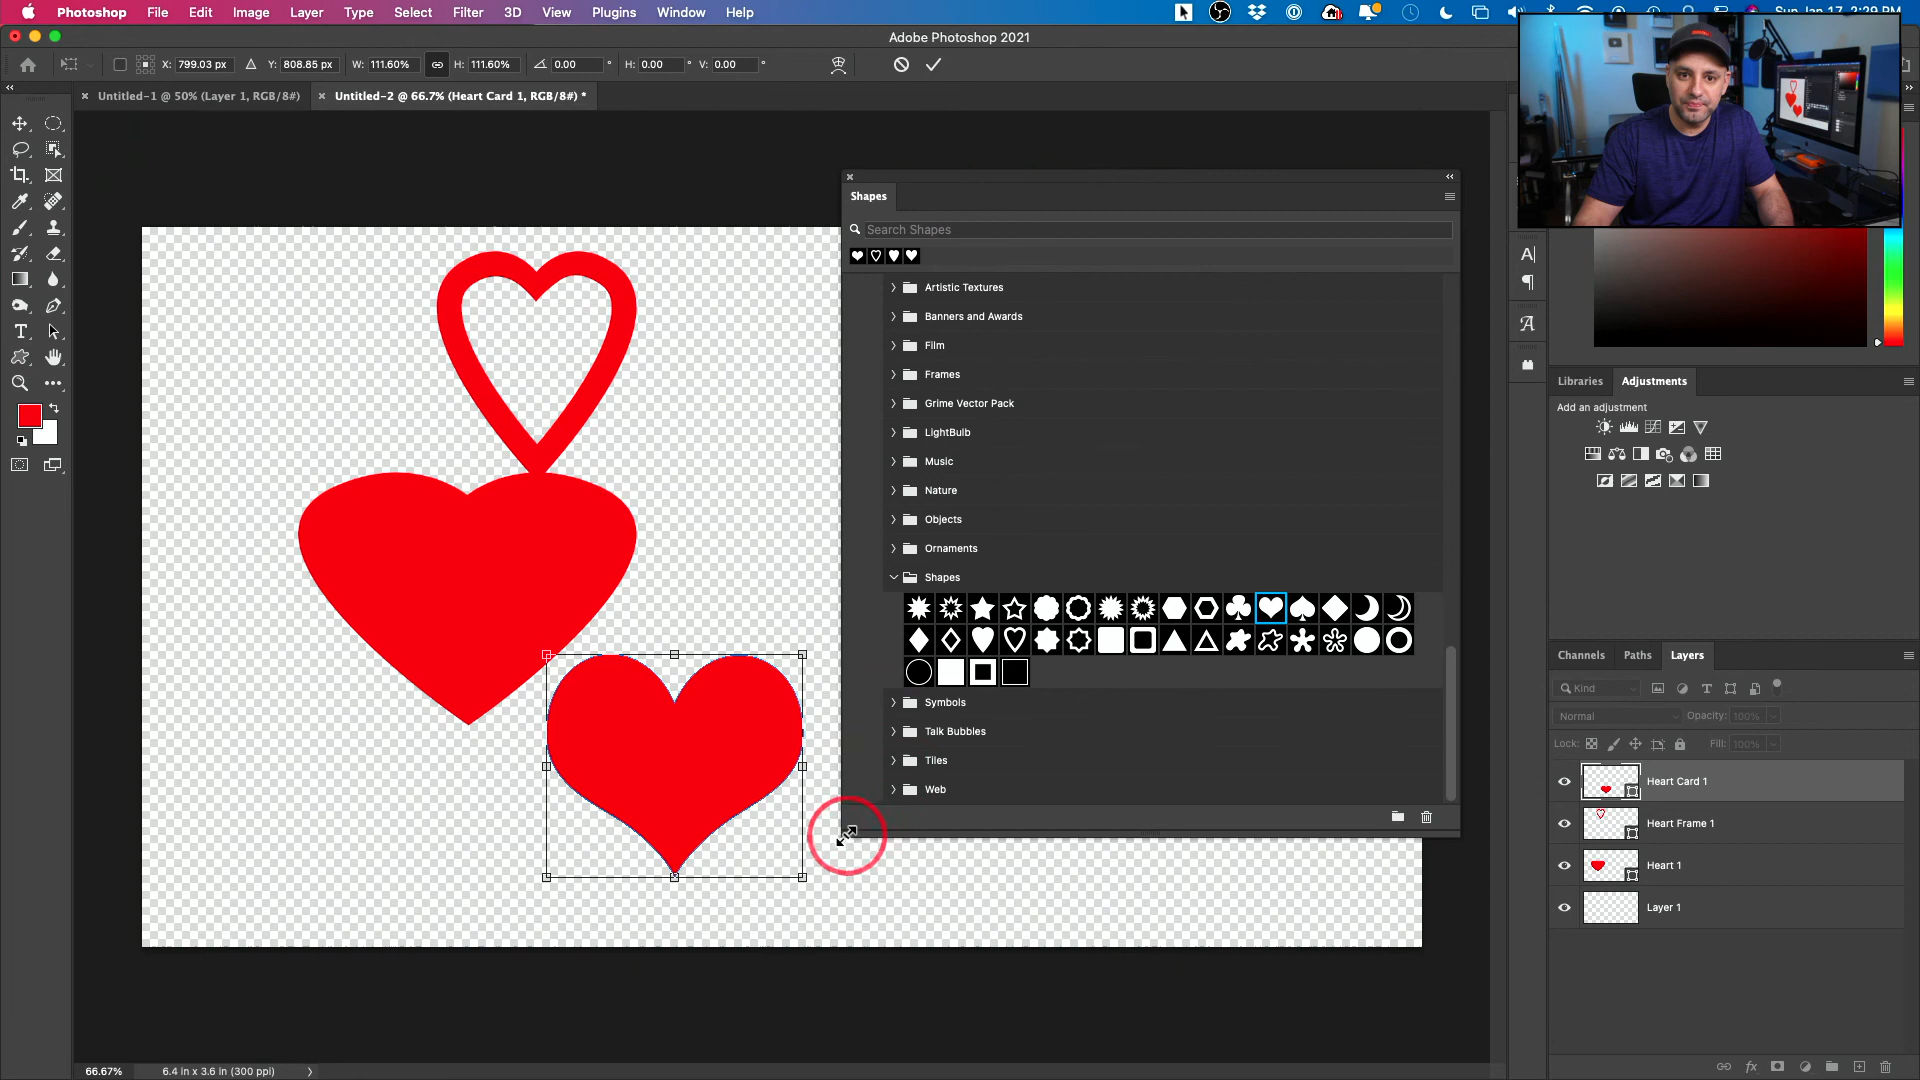 Photoshop File Edit Image Layer Type Select Filter 3D View Plugins Window Help
Adobe Photoshop 2021
X: 799.03 px Y: 808.85 px W: 111.60% H: 111.60% 0.00 ° H: 0.00 ° V: 0.00 °
Untitled-1 @ 50% (Layer 1, RGB/8#)
Untitled-2 @ 66.7% (Heart Card 1, RGB/8#) *
Shapes
Search Shapes
Artistic Textures
Banners and Awards
Film
Frames
Grime Vector Pack
LightBulb
Music
Nature
Objects
Ornaments
Shapes
Symbols
Talk Bubbles
Tiles
Web
Libraries Adjustments
Add an adjustment
Channels Paths Layers
Kind
Normal Opacity: 100%
Lock: Fill: 100%
Heart Card 1
Heart Frame 1
Heart 1
Layer 1
66.67% 6.4 in x 3.6 in (300 ppi)